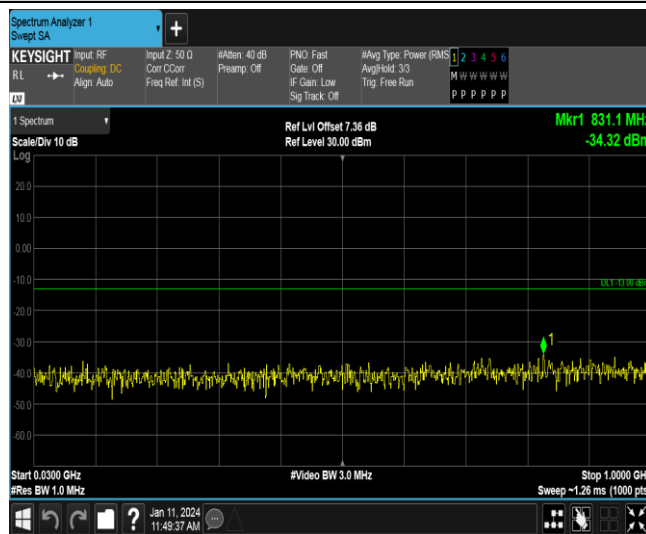 Spectrum Analyzer 1
Swept SA
KEYSIGHT
RL
LXI
Input: RF
Coupling: DC
Align: Auto
Input Z: 50 Ω
Corr CCorr
Freq Ref: Int (S)
#Atten: 40 dB
Preamp: Off
PNO: Fast
Gate: Off
IF Gain: Low
Sig Track: Off
#Avg Type: Power (RMS
Avg|Hold: 3/3
Trig: Free Run
1 2 3 4 5 6
M W W W W W
P P P P P P
1 Spectrum
Scale/Div 10 dB
Log
Ref Lvl Offset 7.36 dB
Ref Level 30.00 dBm
Mkr1 831.1 MHz
-34.32 dBm
20.0
10.0
0.00
-10.0
DL1 -13.00 dBm
-20.0
-30.0
1
-40.0
-50.0
-60.0
Start 0.0300 GHz
#Res BW 1.0 MHz
#Video BW 3.0 MHz
Stop 1.0000 GH
Sweep ~1.26 ms (1000 pts
?
Jan 11, 2024
11:49:37 AM